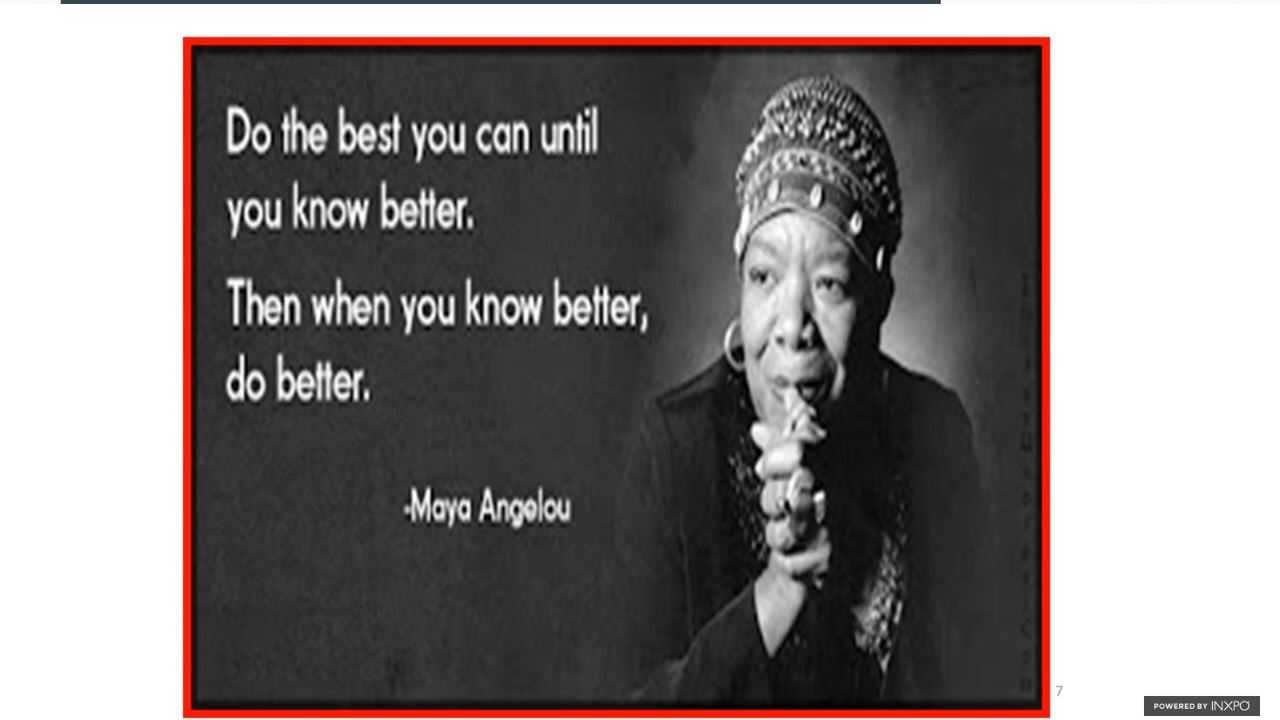 Do the best you can until
you know better.
Then when you know better,
do better.
-Maya Angelou
7
POWERED BY INXPO